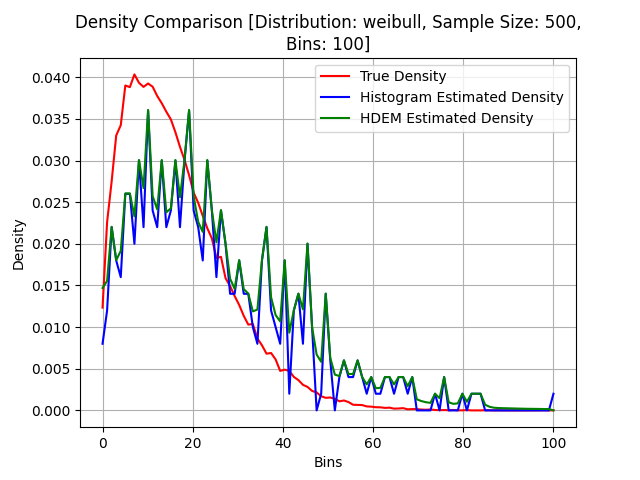 Density Comparison [Distribution: weibull, Sample Size: 500,
Bins: 100]
True Density
Histogram Estimated Density
HDEM Estimated Density
Density
0.040
0.035
0.030
0.025
0.020
0.015
0.010
0.005
0.000
0 20 40 60 80 100
Bins